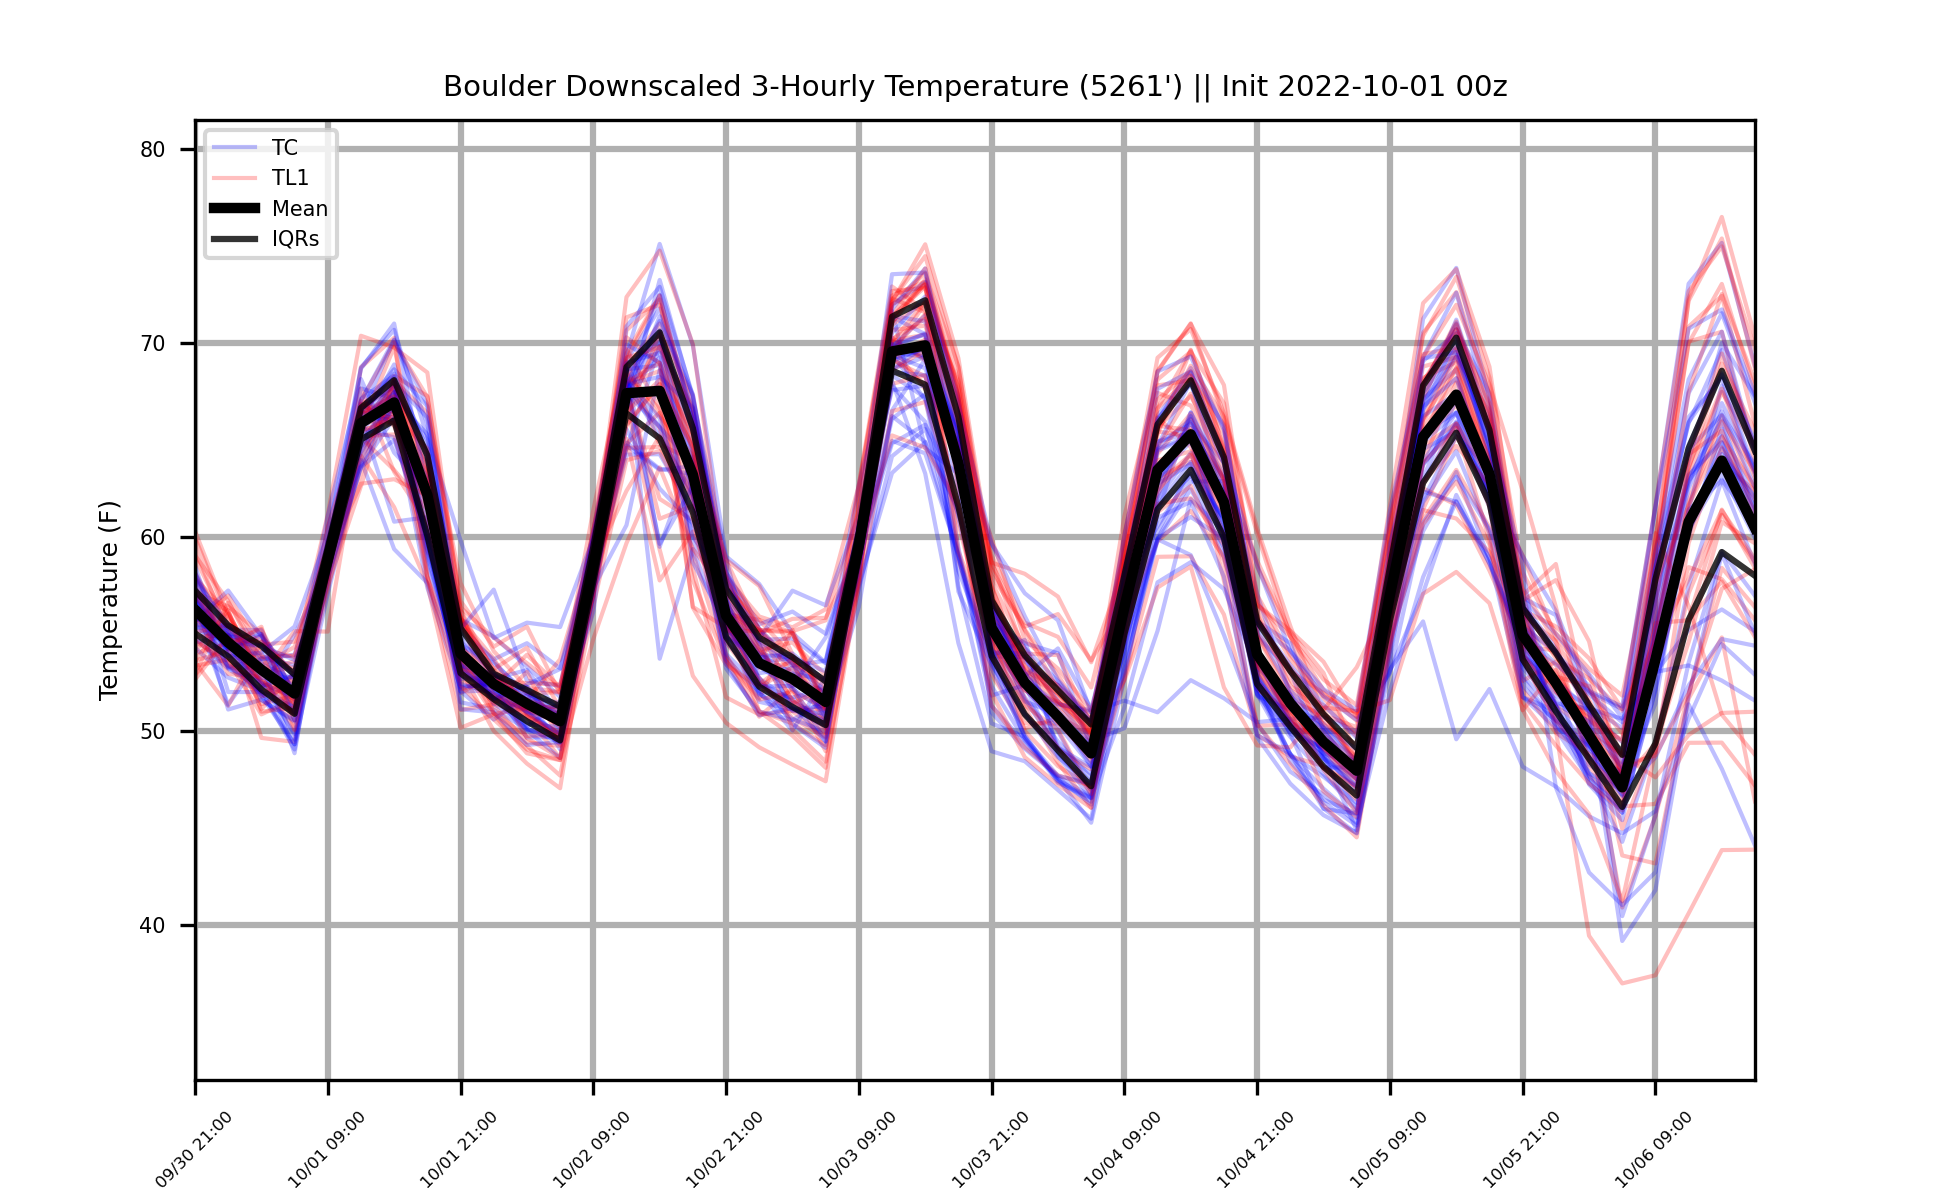 Boulder Downscaled 3-Hourly Temperature (5261') || Init 2022-10-01 00z
TC
TL1
Mean
IQRs
Temperature (F)
80
70
60
50
40
09/30 21:00
10/01 09:00
10/01 21:00
10/02 09:00
10/02 21:00
10/03 09:00
10/03 21:00
10/04 09:00
10/04 21:00
10/05 09:00
10/05 21:00
10/06 09:00